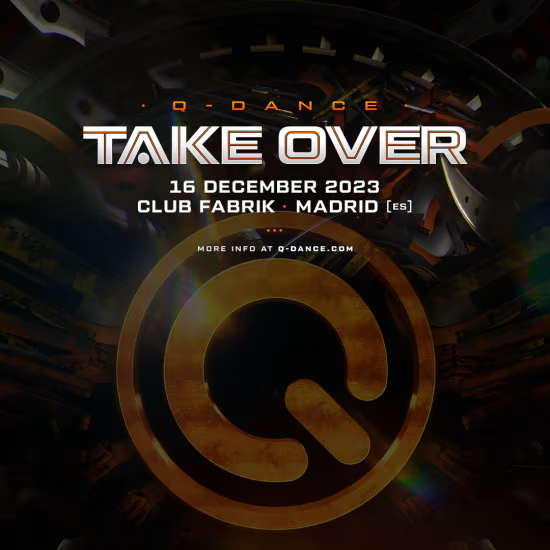 · Q-DANCE ·
TAKE OVER
16 DECEMBER 2023
CLUB FABRIK · MADRID [ES]
MORE INFO AT Q-DANCE.COM